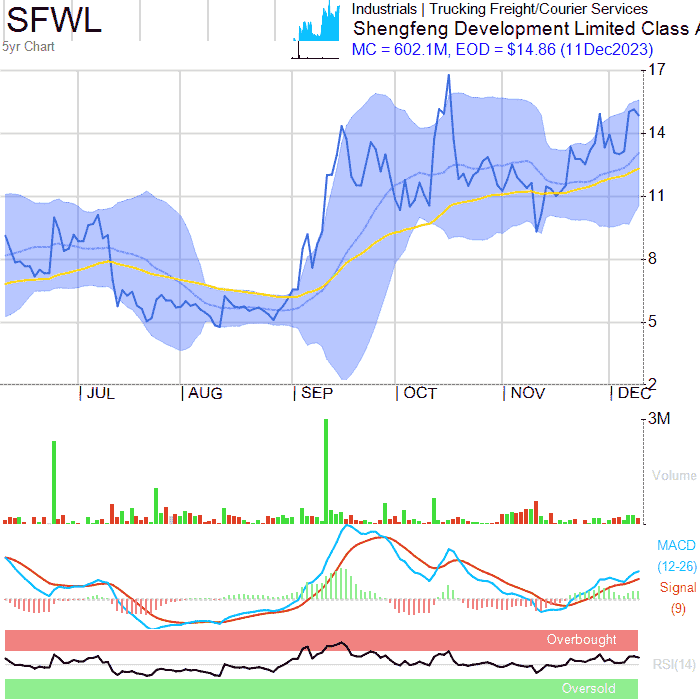 SFWL
5yr Chart
Industrials | Trucking Freight/Courier Services
Shengfeng Development Limited Class A
MC = 602.1M, EOD = $14.86 (11Dec2023)
17
14
11
8
5
2
| JUL | AUG | SEP | OCT | NOV | DEC
3M
Volume
MACD
(12-26)
Signal
(9)
Overbought
RSI(14)
Oversold